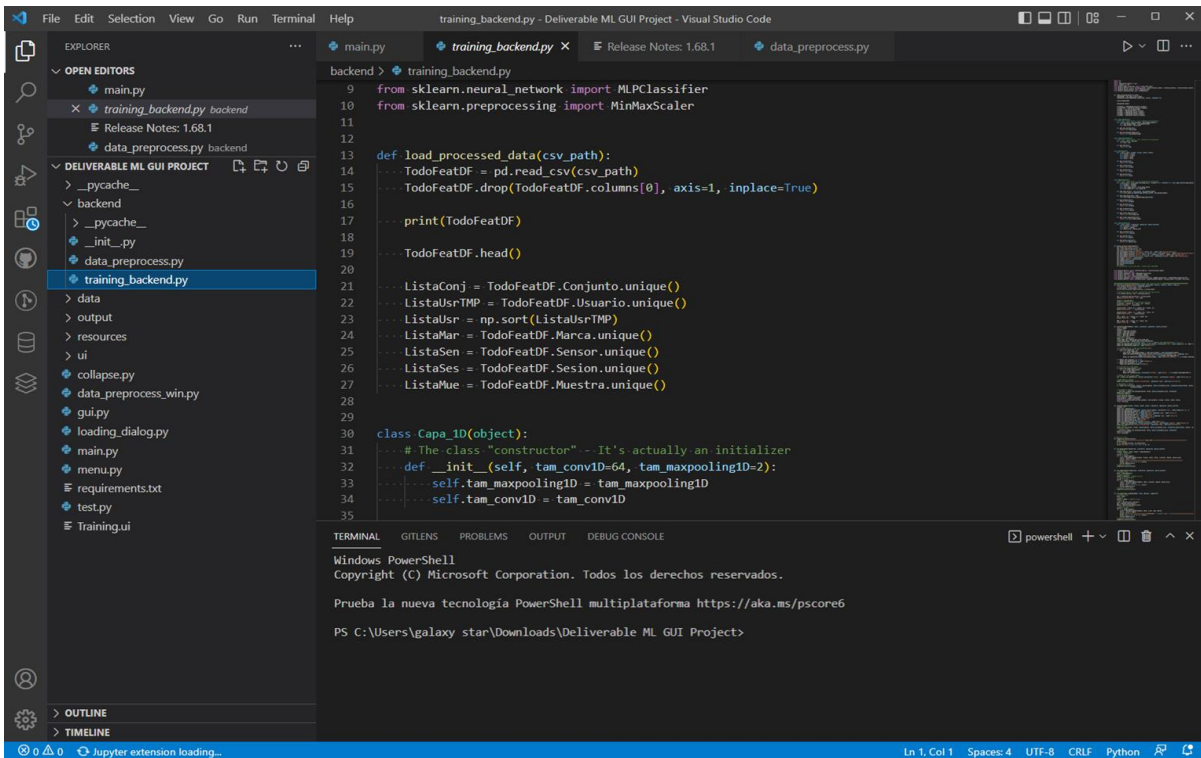 File Edit Selection View Go Run Terminal Help
training_backend.py - Deliverable ML GUI Project - Visual Studio Code
EXPLORER
OPEN EDITORS
main.py
training_backend.py backend
Release Notes: 1.68.1
data_preprocess.py backend
DELIVERABLE ML GUI PROJECT
__pycache__
backend
__pycache__
__init__.py
data_preprocess.py
training_backend.py
data
output
resources
ui
collapse.py
data_preprocess_win.py
gui.py
loading_dialog.py
main.py
menu.py
requirements.txt
test.py
Training.ui
OUTLINE
TIMELINE
main.py training_backend.py Release Notes: 1.68.1 data_preprocess.py
backend > training_backend.py
9 from sklearn.neural_network import MLPClassifier
10 from sklearn.preprocessing import MinMaxScaler
11
12
13 def load_processed_data(csv_path):
14 TodoFeatDF = pd.read_csv(csv_path)
15 TodoFeatDF.drop(TodoFeatDF.columns[0], axis=1, inplace=True)
16
17 print(TodoFeatDF)
18
19 TodoFeatDF.head()
20
21 ListaConj = TodoFeatDF.Conjunto.unique()
22 ListaUsrTMP = TodoFeatDF.Usuario.unique()
23 ListaUsr = np.sort(ListaUsrTMP)
24 ListaMar = TodoFeatDF.Marca.unique()
25 ListaSen = TodoFeatDF.Sensor.unique()
26 ListaSes = TodoFeatDF.Sesion.unique()
27 ListaMue = TodoFeatDF.Muestra.unique()
28
29
30 class Capa_1D(object):
31 # The class "constructor" - It's actually an initializer
32 def __init__(self, tam_conv1D=64, tam_maxpooling1D=2):
33 self.tam_maxpooling1D = tam_maxpooling1D
34 self.tam_conv1D = tam_conv1D
35
TERMINAL GITLENS PROBLEMS OUTPUT DEBUG CONSOLE
powershell
Windows PowerShell
Copyright (C) Microsoft Corporation. Todos los derechos reservados.
Prueba la nueva tecnología PowerShell multiplataforma https://aka.ms/pscore6
PS C:\Users\galaxy star\Downloads\Deliverable ML GUI Project>
0 0 Jupyter extension loading...
Ln 1, Col 1 Spaces: 4 UTF-8 CRLF Python